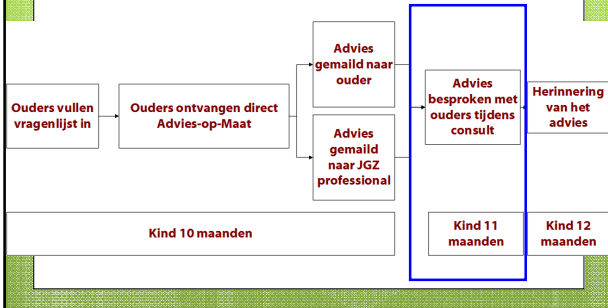 Ouders vullen
vragenlijst in
Ouders ontvangen direct
Advies-op-Maat
Advies
gemaild naar
ouder
Advies
gemaild
naar JGZ
professional
Advies
besproken met
ouders tijdens
consult
Herinnering
van het
advies
Kind 10 maanden
Kind 11
maanden
Kind 12
maanden